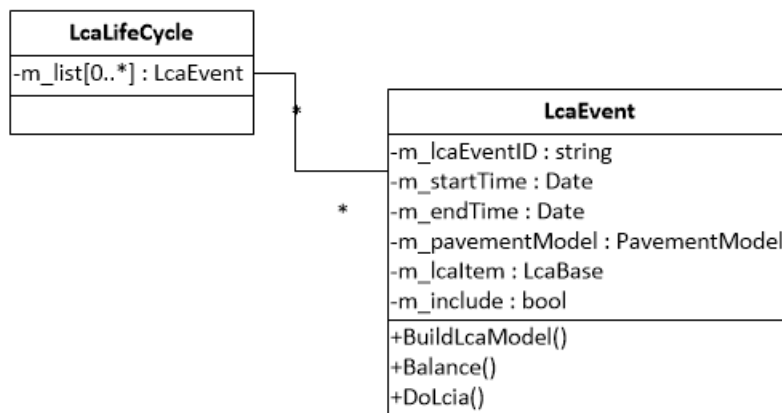 LcaLifeCycle
-m_list[0..*] : LcaEvent
*
LcaEvent
-m_lcaEventID : string
-m_startTime : Date
-m_endTime : Date
*
-m_pavementModel : PavementModel
-m_lcaItem : LcaBase
-m_include : bool
+BuildLcaModel()
+Balance()
+DoLcia()